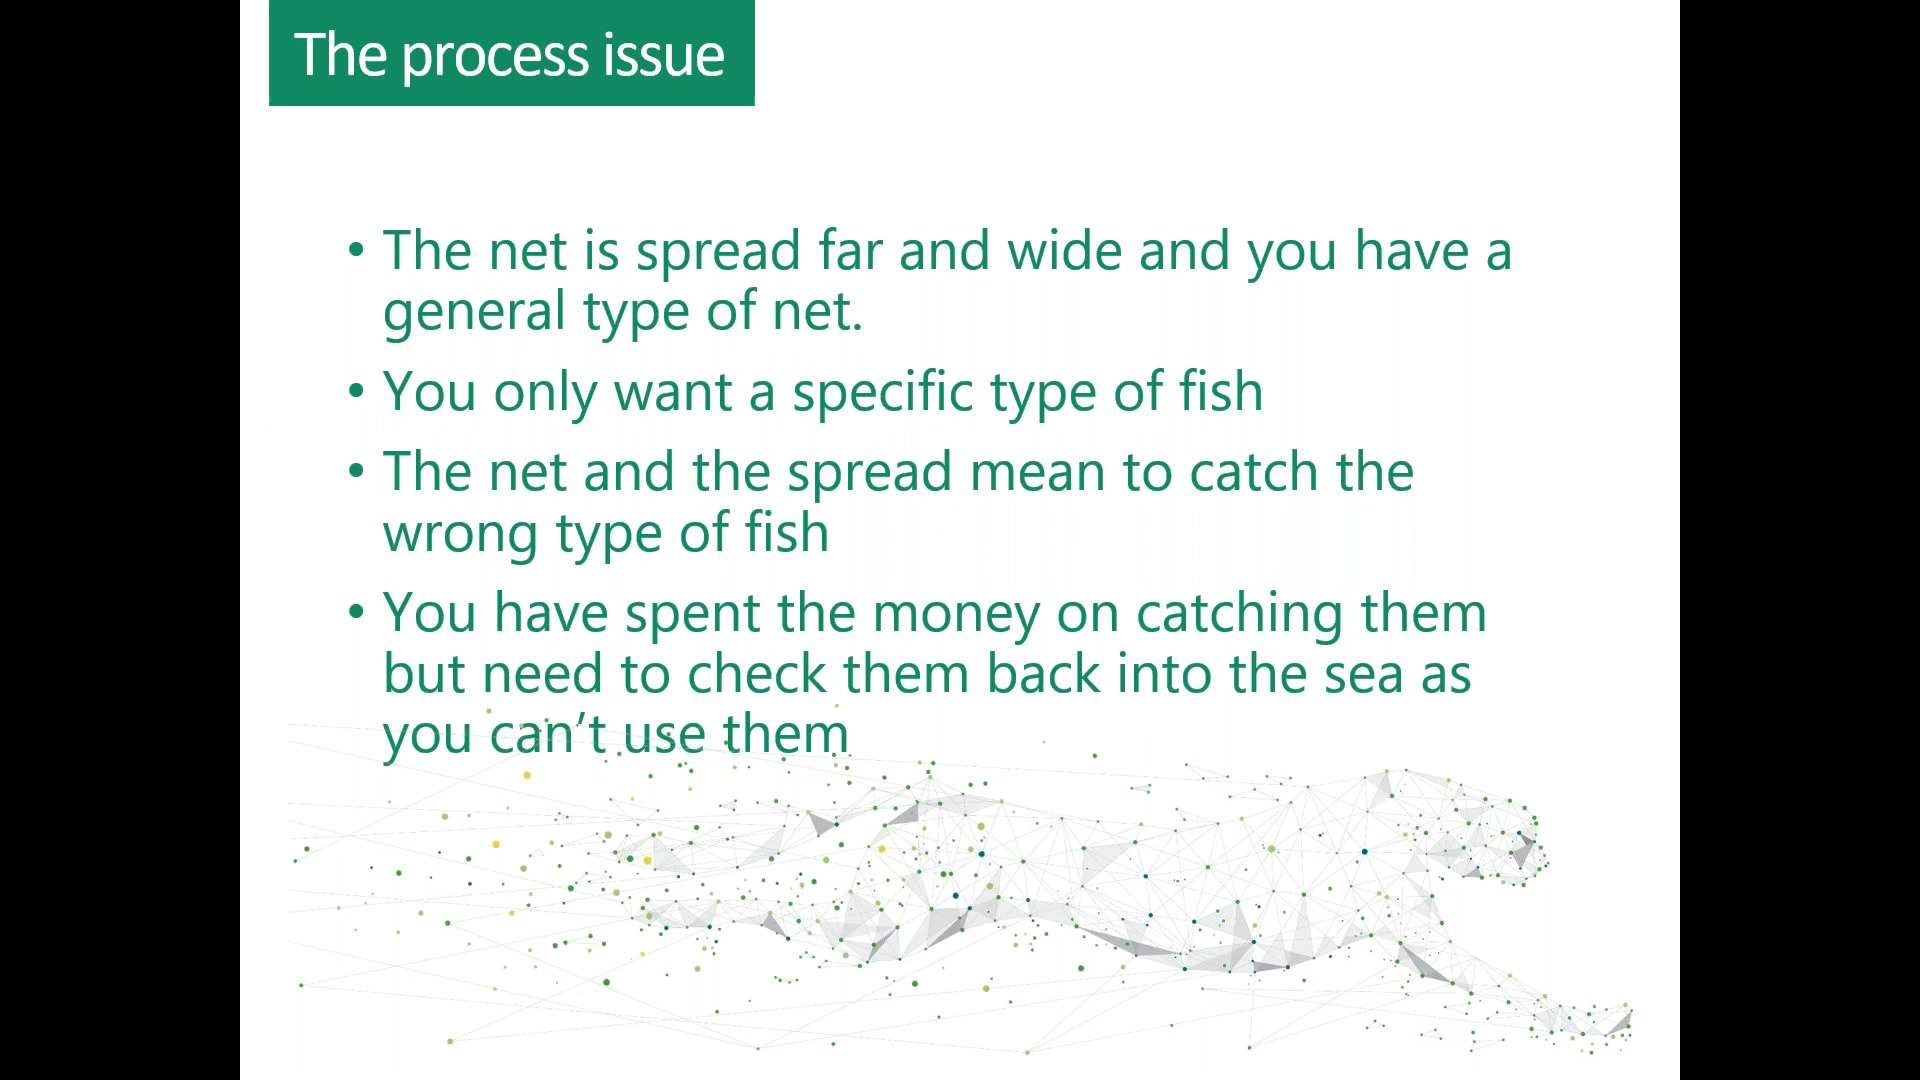 The process issue
• The net is spread far and wide and you have a
general type of net.
• You only want a specific type of fish
• The net and the spread mean to catch the
wrong type of fish
• You have spent the money on catching them
but need to check them back into the sea as
you can’t use them